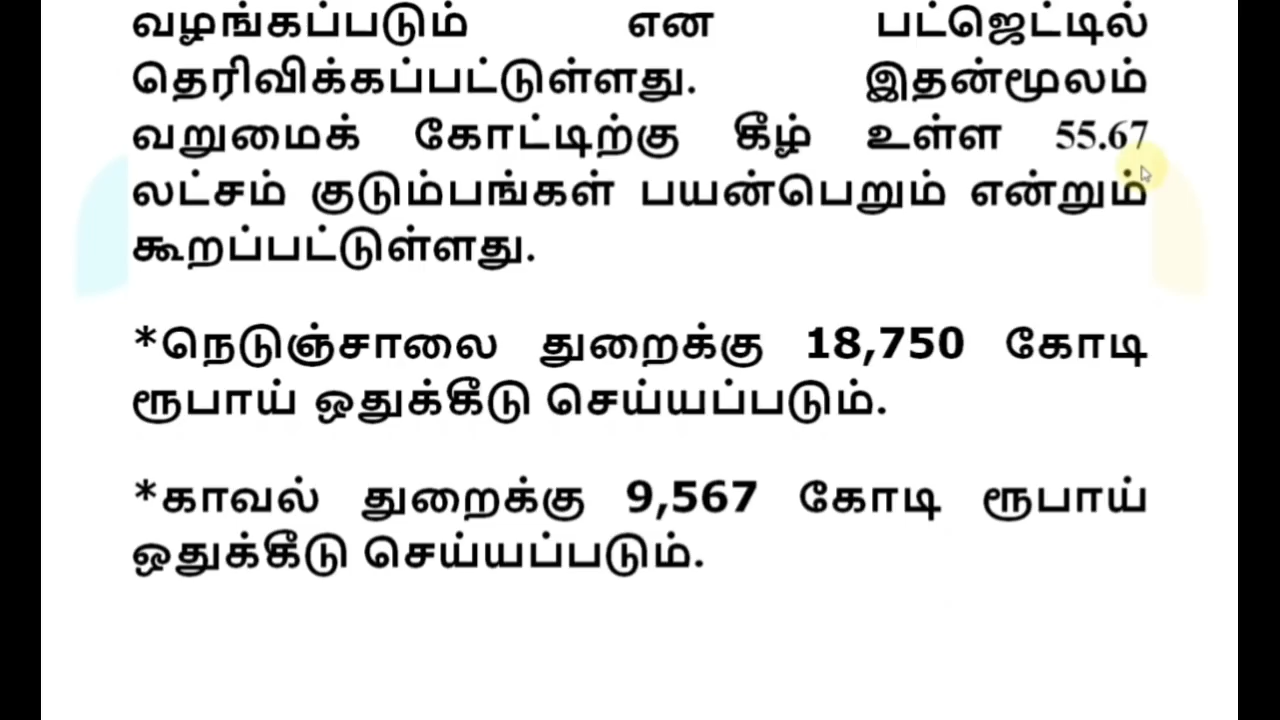 வழங்கப்படும் என பட்ஜெட்டில்
தெரிவிக்கப்பட்டுள்ளது. இதன்மூலம்
வறுமைக் கோட்டிற்கு கீழ் உள்ள 55.67
லட்சம் குடும்பங்கள் பயன்பெறும் என்றும்
கூறப்பட்டுள்ளது.
*நெடுஞ்சாலை துறைக்கு 18,750 கோடி
ரூபாய் ஒதுக்கீடு செய்யப்படும்.
*காவல் துறைக்கு 9,567 கோடி ரூபாய்
ஒதுக்கீடு செய்யப்படும்.